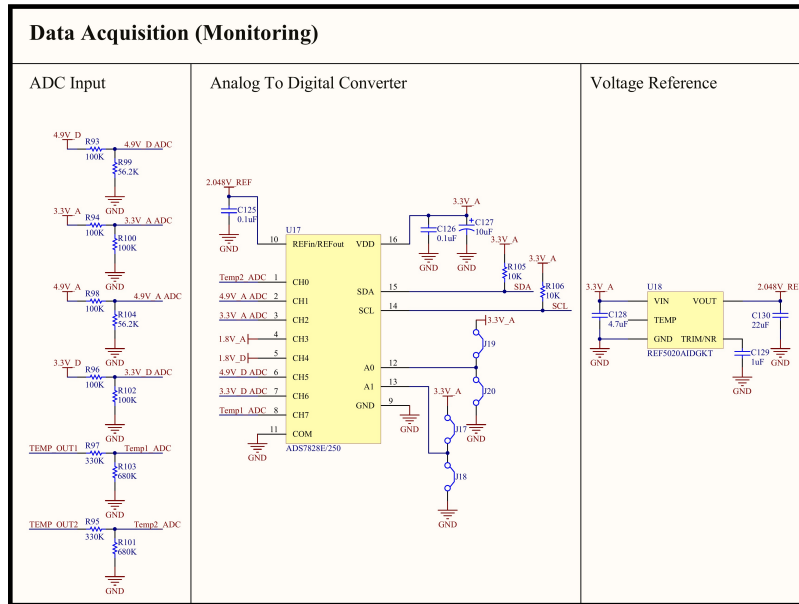 Data Acquisition (Monitoring)
ADC Input
4.9V_D
R93
100K
4.9V_D ADC
R99
56.2K
GND
3.3V_A
R94
100K
3.3V_A ADC
R100
100K
GND
4.9V_A
R98
100K
4.9V_A ADC
R104
56.2K
GND
3.3V_D
R96
100K
3.3V_D ADC
R102
100K
GND
TEMP_OUT1
R97
330K
Temp1_ADC
R103
680K
GND
TEMP_OUT2
R95
330K
Temp2_ADC
R101
680K
GND
Analog To Digital Converter
2.048V_REF
C125
0.1uF
GND
U17
10 REFin/REFout
VDD 16
Temp2_ADC 1 CH0
4.9V_A ADC 2 CH1
3.3V_A ADC 3 CH2
1.8V_A 4 CH3
1.8V_D 5 CH4
4.9V_D ADC 6 CH5
3.3V_D ADC 7 CH6
Temp1_ADC 8 CH7
11 COM
GND
ADS7828E/250
SDA 15
SCL 14
A0 12
A1 13
GND 9
GND
3.3V_A
C126
0.1uF
GND
+
C127
10uF
GND
3.3V_A
R105
10K
SDA
3.3V_A
R106
10K
SCL
3.3V_A
J19
J20
GND
3.3V_A
J17
J18
GND
Voltage Reference
3.3V_A
C128
4.7uF
GND
U18
VIN
VOUT
TEMP
GND
TRIM/NR
REF5020AIDGKT
2.048V_RE
C130
22uF
GND
C129
1uF
GND